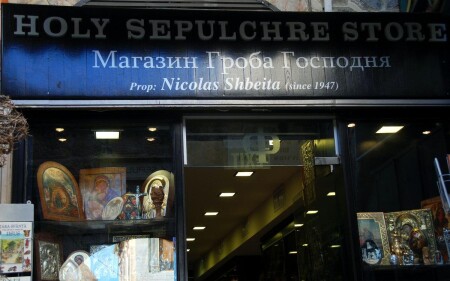 HOLY SEPULCHRE STORE
Магазин Гроба Господня
Prop: Nicolas Shbeita (since 1947)